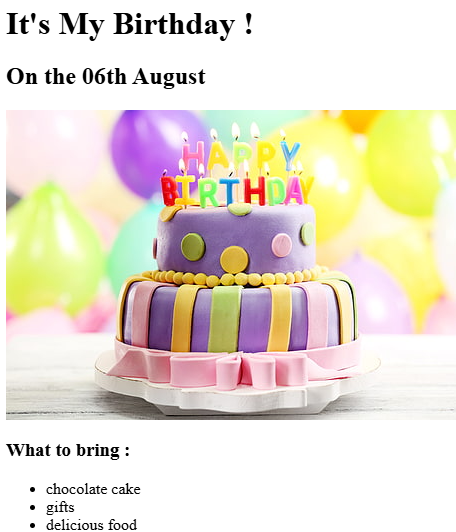 It's My Birthday !
On the 06th August
HAPPY
BIRTHDAY
What to bring :
chocolate cake
gifts
delicious food